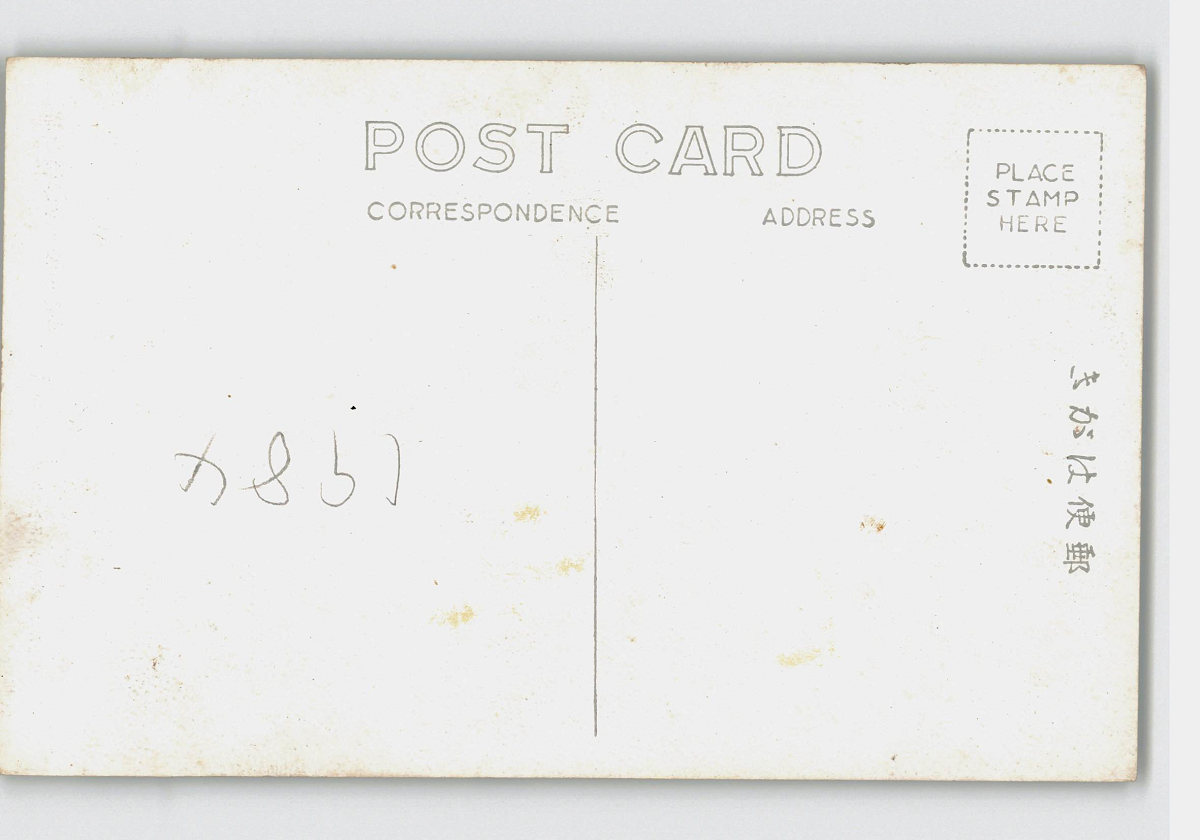 POST CARD
CORRESPONDENCE
ADDRESS
PLACE
STAMP
HERE
郵便はがき